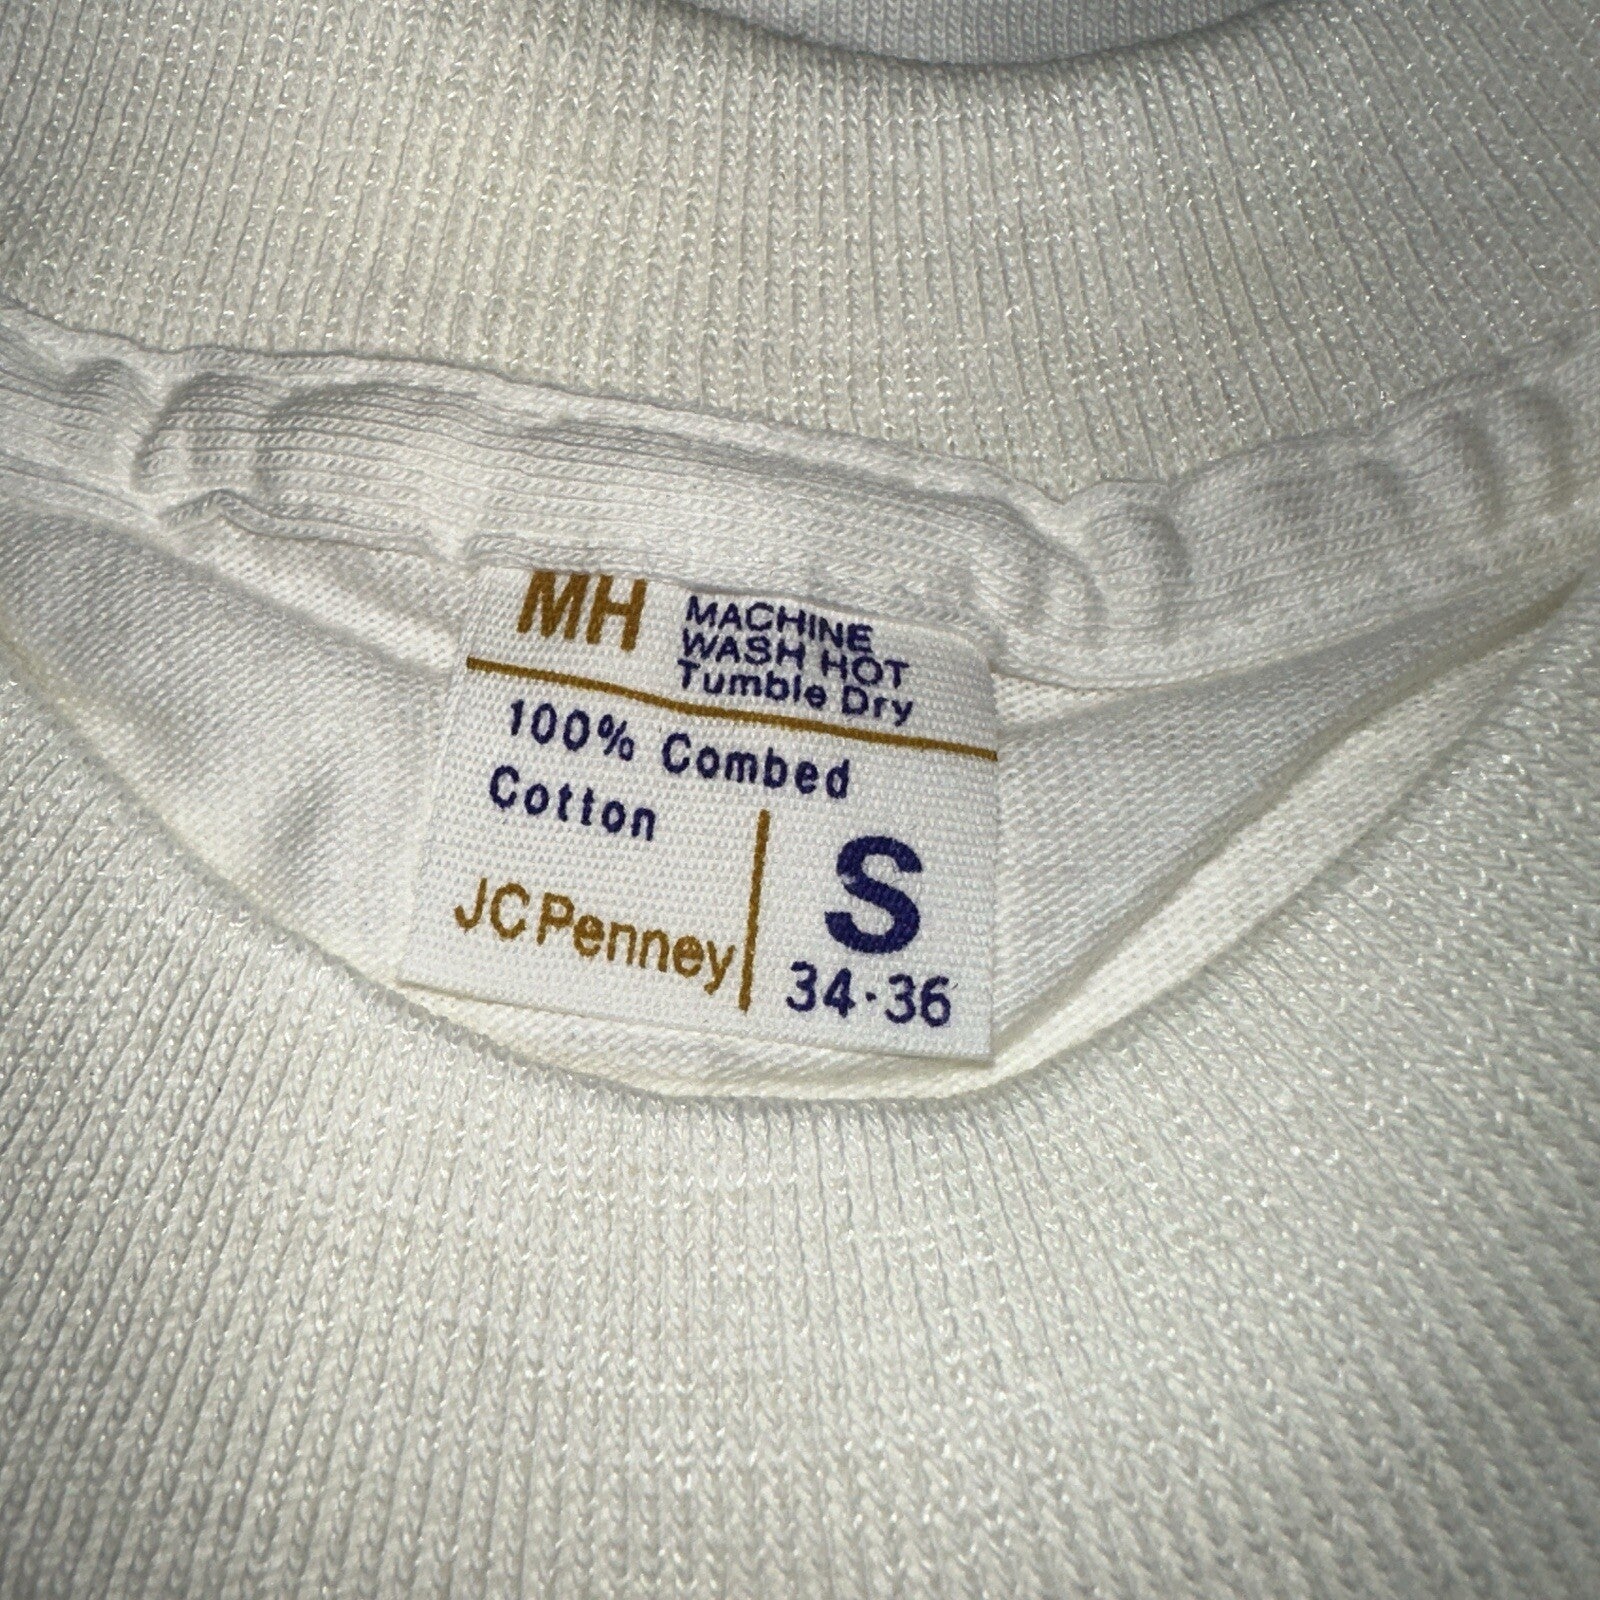 MH
MACHINE
WASH HOT
Tumble Dry
100% Combed
Cotton
JCPenney
S
34-36